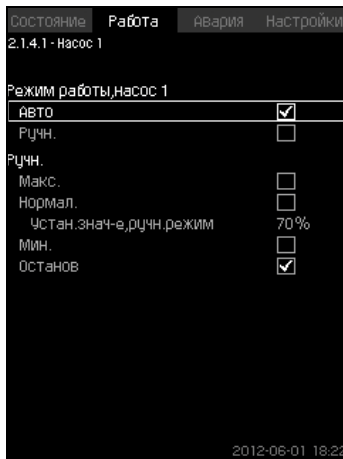 Состояние Работа Авария Настройки
2.1.4.1 - Насос 1
Режим работы,насос 1
Авто
Ручн.
Ручн.
Макс.
Нормал.
Устан.знач-е,ручн.режим 70%
Мин.
Останов
2012-06-01 18:22